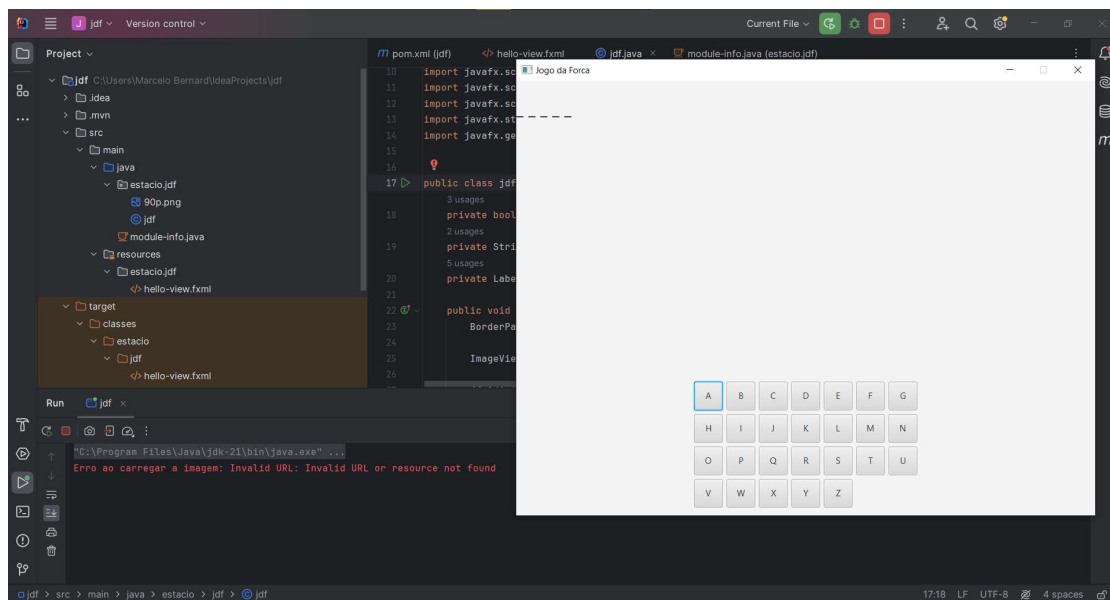 J jdf Version control Current File
Project
pom.xml (jdf) hello-view.fxml jdf.java module-info.java (estacio.jdf)
jdf C:\Users\Marcelo Bernard\IdeaProjects\jdf
.idea
.mvn
src
main
java
estacio.jdf
90p.png
jdf
module-info.java
resources
estacio.jdf
hello-view.fxml
target
classes
estacio
jdf
hello-view.fxml
10 import javafx.sc
11 import javafx.sc
12 import javafx.sc
13 import javafx.st
14 import javafx.ge
15
16
17 public class jdf
3 usages
18 private bool
2 usages
19 private Stri
5 usages
20 private Labe
21
22 public void
23 BorderPa
24
25 ImageVie
26
Jogo da Forca
_ _ _ _ _
A B C D E F G
H I J K L M N
O P Q R S T U
V W X Y Z
Run jdf
"C:\Program Files\Java\jdk-21\bin\java.exe" ...
Erro ao carregar a imagem: Invalid URL: Invalid URL or resource not found
jdf > src > main > java > estacio > jdf > jdf
17:18 LF UTF-8 4 spaces